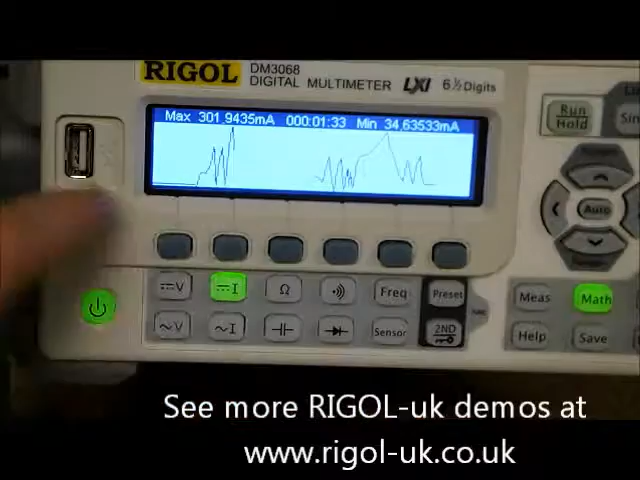 RIGOL DM3068
DIGITAL MULTIMETER LXI 6½ Digits
Max 301.9435mA 000:01:33 Min 34.63533mA
Run
Hold
Sin
Auto
⎓V ⎓I Ω Freq Preset
~V ~I Sensor 2ND
Meas Math
Help Save
See more RIGOL-uk demos at
www.rigol-uk.co.uk